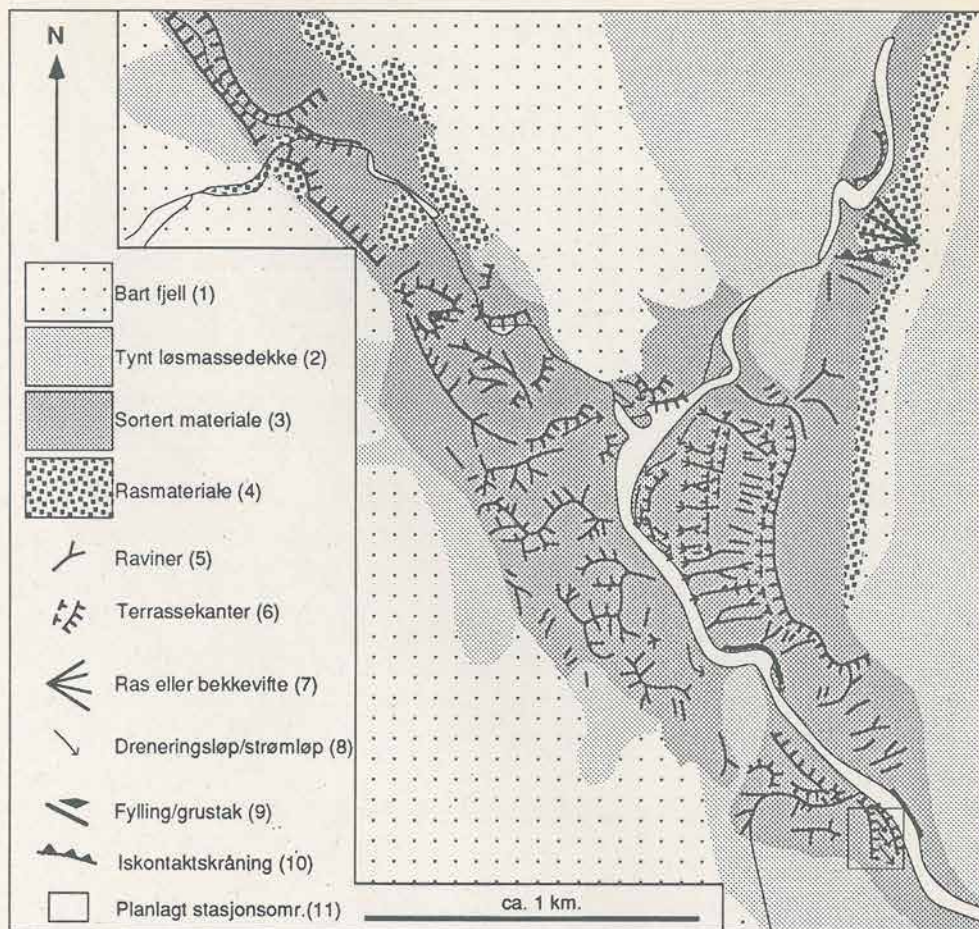 N
Bart fjell (1)
Tynt løsmassedekke (2)
Sortert materiale (3)
Rasmateriale (4)
Raviner (5)
Terrassekanter (6)
Ras eller bekkevifte (7)
Dreneringsløp/strømløp (8)
Fylling/grustak (9)
Iskontaktskråning (10)
Planlagt stasjonsomr.(11)
ca. 1 km.